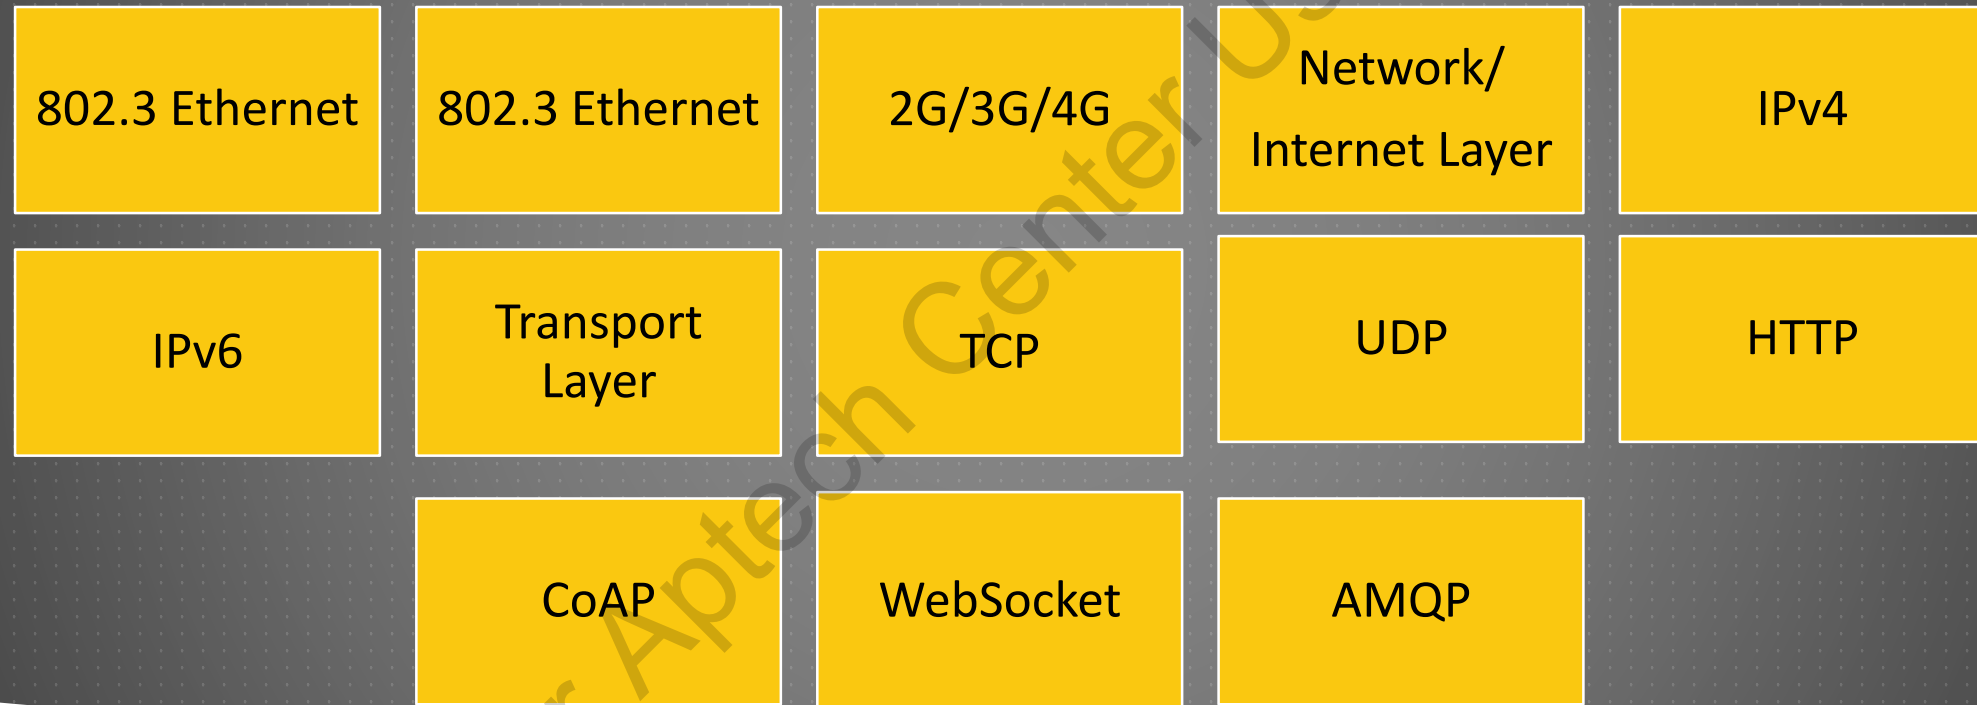 802.3 Ethernet
802.3 Ethernet
2G/3G/4G
Network/
Internet Layer
IPv4
IPv6
Transport
Layer
TCP
UDP
HTTP
CoAP
WebSocket
AMQP
Aptech Center